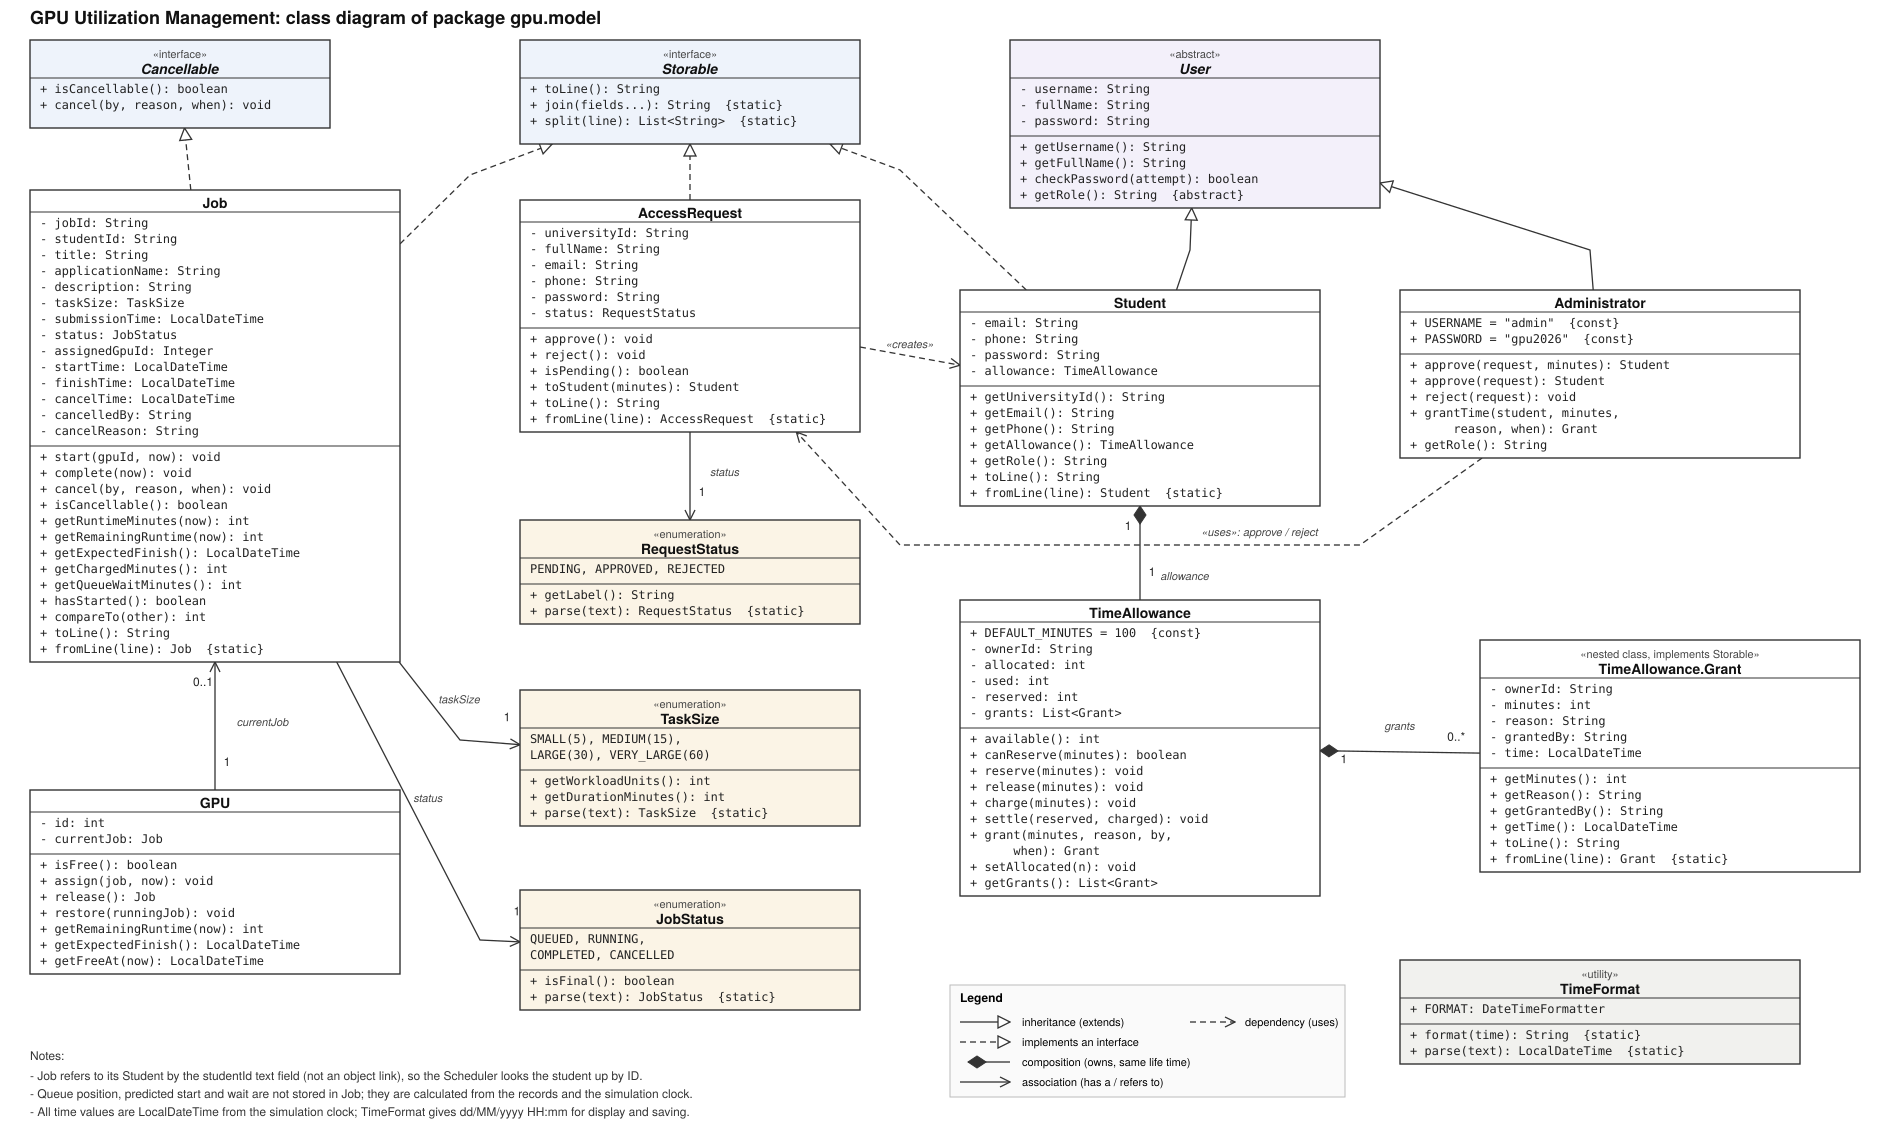 GPU Utilization Management: class diagram of package gpu.model
«interface»
Cancellable
+ isCancellable(): boolean
+ cancel(by, reason, when): void
«interface»
Storable
+ toLine(): String
+ join(fields...): String {static}
+ split(line): List<String> {static}
«abstract»
User
- username: String
- fullName: String
- password: String
+ getUsername(): String
+ getFullName(): String
+ checkPassword(attempt): boolean
+ getRole(): String {abstract}
Job
- jobId: String
- studentId: String
- title: String
- applicationName: String
- description: String
- taskSize: TaskSize
- submissionTime: LocalDateTime
- status: JobStatus
- assignedGpuId: Integer
- startTime: LocalDateTime
- finishTime: LocalDateTime
- cancelTime: LocalDateTime
- cancelledBy: String
- cancelReason: String
+ start(gpuId, now): void
+ complete(now): void
+ cancel(by, reason, when): void
+ isCancellable(): boolean
+ getRuntimeMinutes(now): int
+ getRemainingRuntime(now): int
+ getExpectedFinish(): LocalDateTime
+ getChargedMinutes(): int
+ getQueueWaitMinutes(): int
+ hasStarted(): boolean
+ compareTo(other): int
+ toLine(): String
+ fromLine(line): Job {static}
AccessRequest
- universityId: String
- fullName: String
- email: String
- phone: String
- password: String
- status: RequestStatus
+ approve(): void
+ reject(): void
+ isPending(): boolean
+ toStudent(minutes): Student
+ toLine(): String
+ fromLine(line): AccessRequest {static}
«creates»
Student
- email: String
- phone: String
- password: String
- allowance: TimeAllowance
+ getUniversityId(): String
+ getEmail(): String
+ getPhone(): String
+ getAllowance(): TimeAllowance
+ getRole(): String
+ toLine(): String
+ fromLine(line): Student {static}
Administrator
+ USERNAME = "admin" {const}
+ PASSWORD = "gpu2026" {const}
+ approve(request, minutes): Student
+ approve(request): Student
+ reject(request): void
+ grantTime(student, minutes,
reason, when): Grant
+ getRole(): String
status
1
1
«uses»: approve / reject
1
allowance
«enumeration»
RequestStatus
PENDING, APPROVED, REJECTED
+ getLabel(): String
+ parse(text): RequestStatus {static}
TimeAllowance
+ DEFAULT_MINUTES = 100 {const}
- ownerId: String
- allocated: int
- used: int
- reserved: int
- grants: List<Grant>
+ available(): int
+ canReserve(minutes): boolean
+ reserve(minutes): void
+ release(minutes): void
+ charge(minutes): void
+ settle(reserved, charged): void
+ grant(minutes, reason, by,
when): Grant
+ setAllocated(n): void
+ getGrants(): List<Grant>
grants
0..*
1
«nested class, implements Storable»
TimeAllowance.Grant
- ownerId: String
- minutes: int
- reason: String
- grantedBy: String
- time: LocalDateTime
+ getMinutes(): int
+ getReason(): String
+ getGrantedBy(): String
+ getTime(): LocalDateTime
+ toLine(): String
+ fromLine(line): Grant {static}
0..1
currentJob
1
taskSize
1
status
1
«enumeration»
TaskSize
SMALL(5), MEDIUM(15),
LARGE(30), VERY_LARGE(60)
+ getWorkloadUnits(): int
+ getDurationMinutes(): int
+ parse(text): TaskSize {static}
GPU
- id: int
- currentJob: Job
+ isFree(): boolean
+ assign(job, now): void
+ release(): Job
+ restore(runningJob): void
+ getRemainingRuntime(now): int
+ getExpectedFinish(): LocalDateTime
+ getFreeAt(now): LocalDateTime
«enumeration»
JobStatus
QUEUED, RUNNING,
COMPLETED, CANCELLED
+ isFinal(): boolean
+ parse(text): JobStatus {static}
Legend
inheritance (extends)
dependency (uses)
implements an interface
composition (owns, same life time)
association (has a / refers to)
«utility»
TimeFormat
+ FORMAT: DateTimeFormatter
+ format(time): String {static}
+ parse(text): LocalDateTime {static}
Notes:
- Job refers to its Student by the studentId text field (not an object link), so the Scheduler looks the student up by ID.
- Queue position, predicted start and wait are not stored in Job; they are calculated from the records and the simulation clock.
- All time values are LocalDateTime from the simulation clock; TimeFormat gives dd/MM/yyyy HH:mm for display and saving.